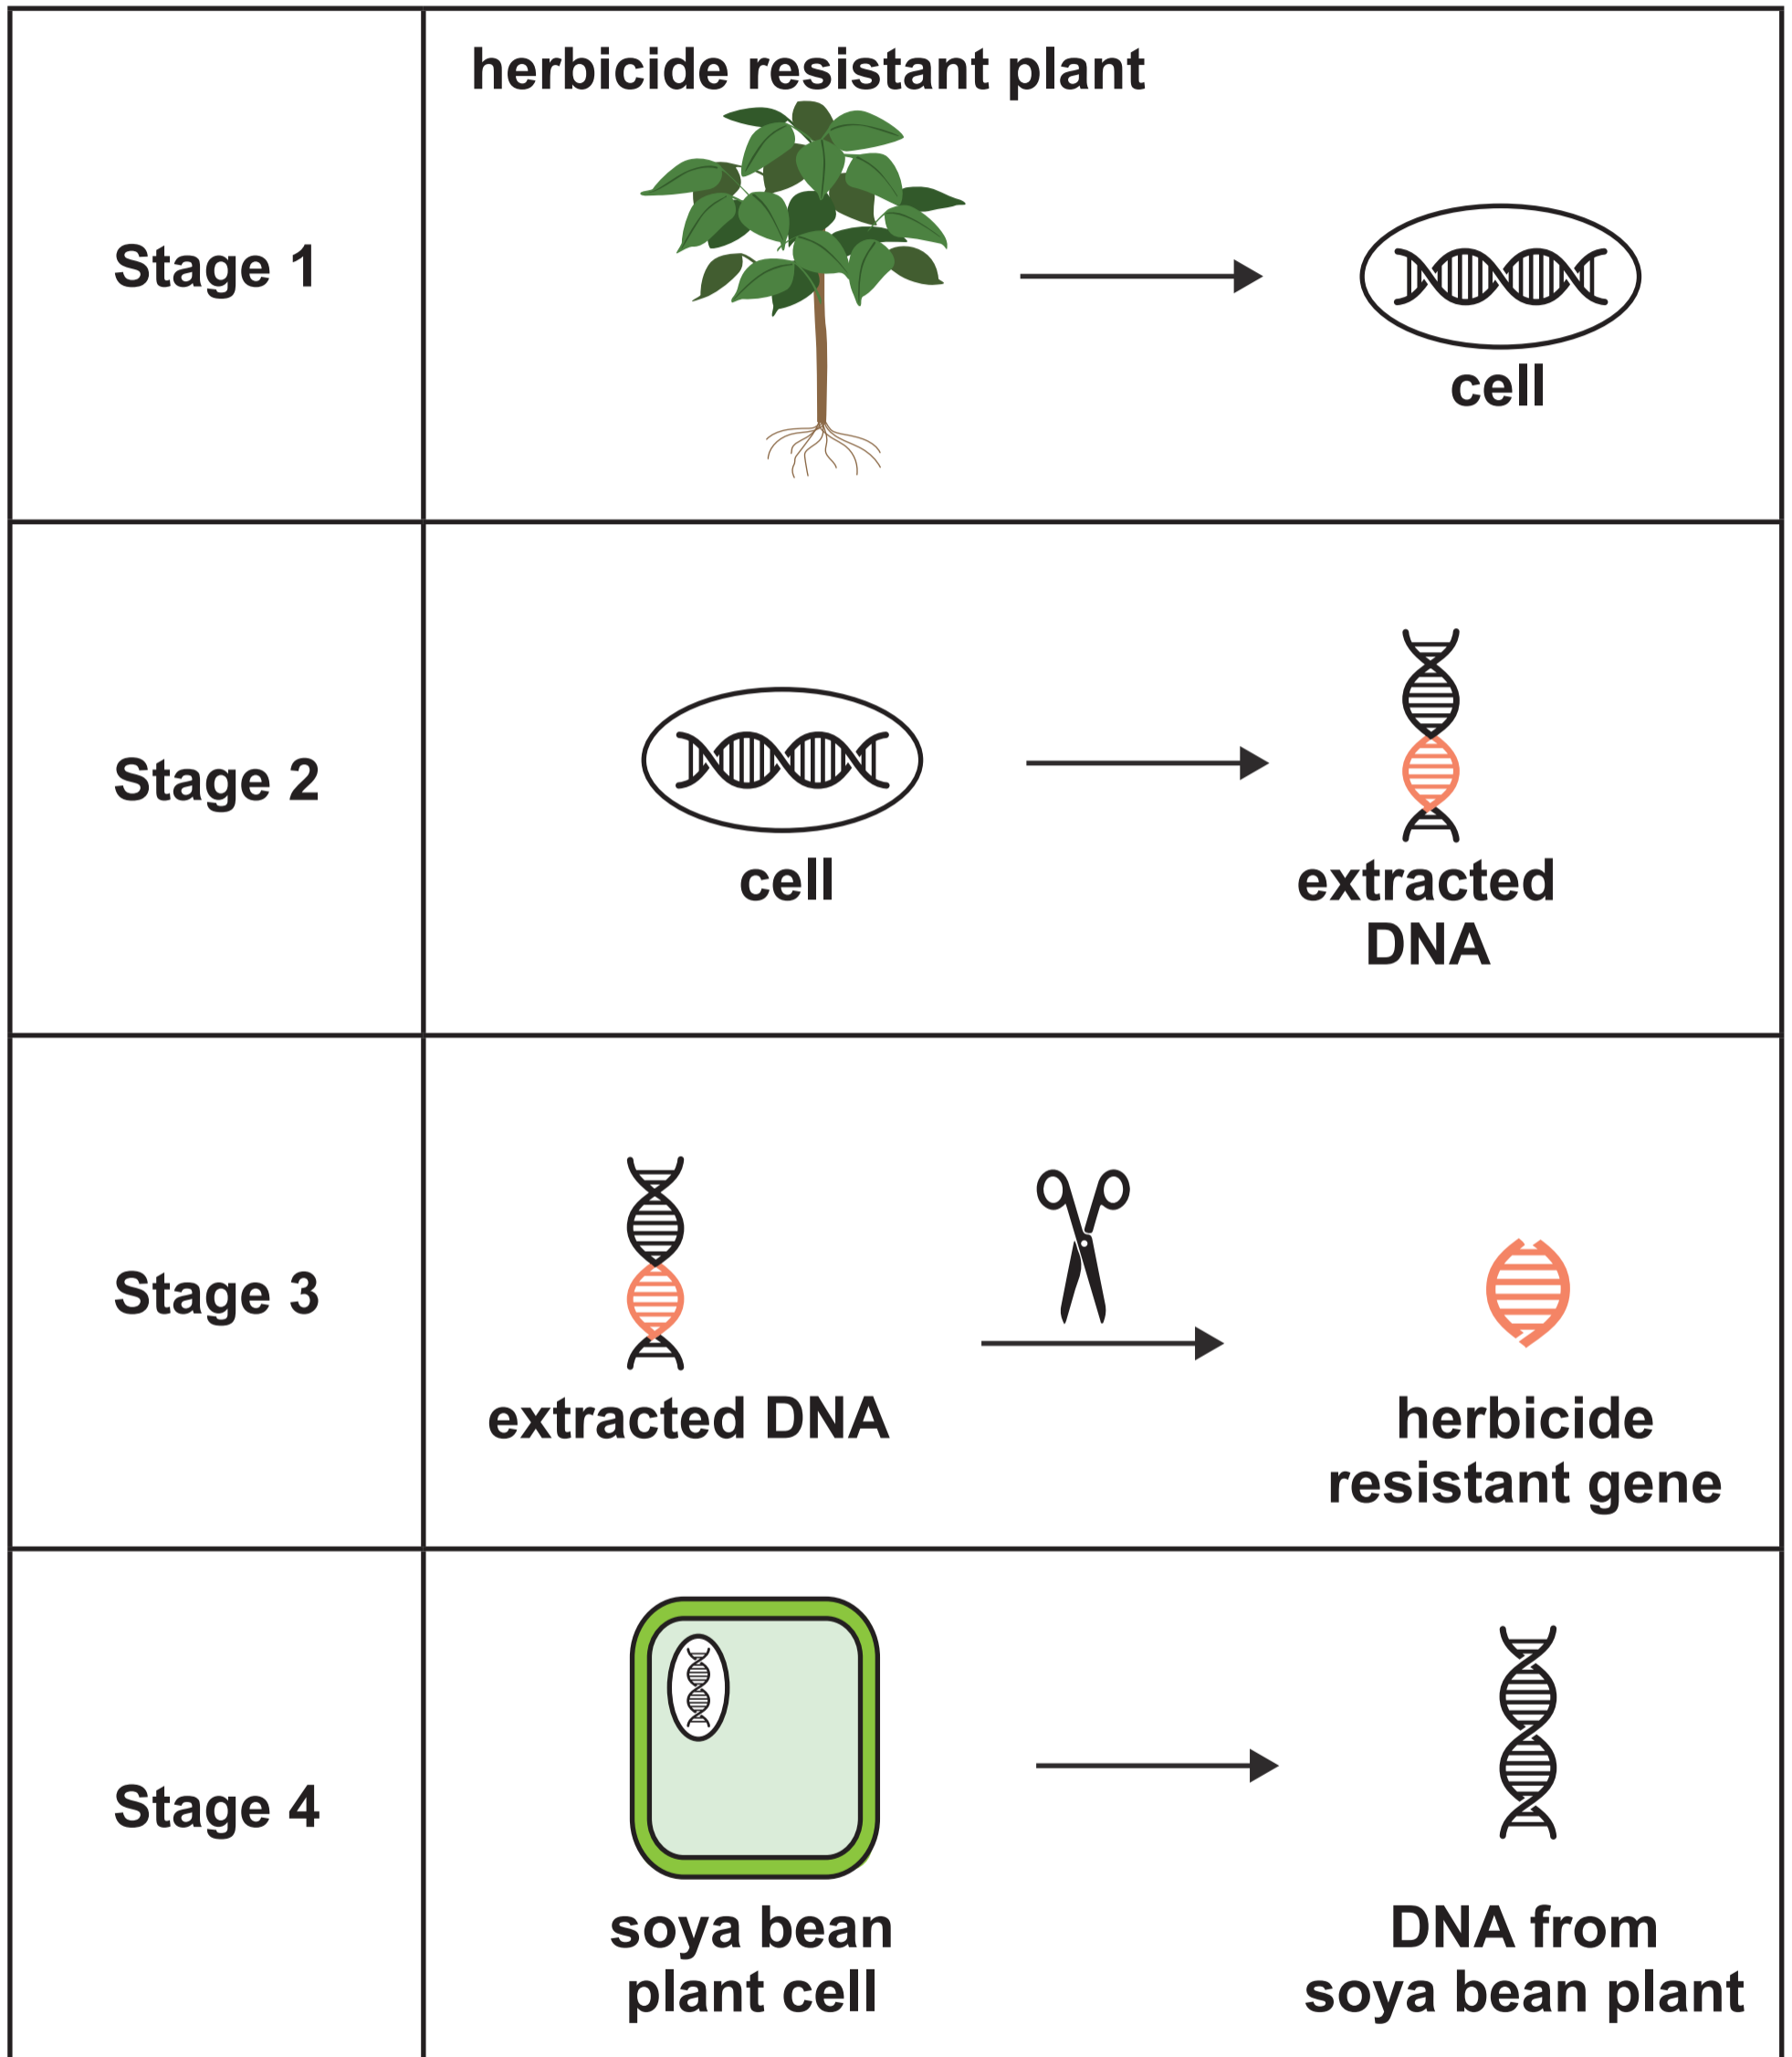 Stage 1
herbicide resistant plant
cell
Stage 2
cell
extracted
DNA
Stage 3
extracted DNA
herbicide
resistant gene
Stage 4
soya bean
plant cell
DNA from
soya bean plant